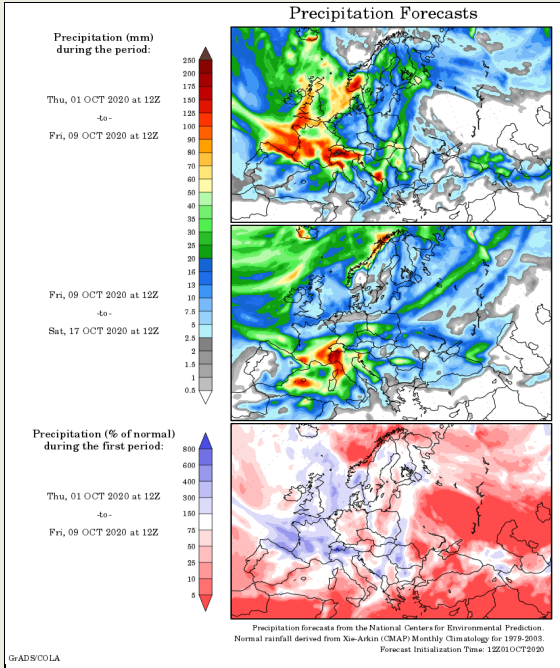 Precipitation Forecasts
Precipitation (mm)
during the period:
Thu, 01 OCT 2020 at 12Z
-to-
Fri, 09 OCT 2020 at 12Z
250
200
175
150
125
100
90
80
70
60
50
40
35
30
25
20
16
13
10
7.5
5
2.5
2
1.5
1
0.5
Fri, 09 OCT 2020 at 12Z
-to-
Sat, 17 OCT 2020 at 12Z
Precipitation (% of normal)
during the first period:
Thu, 01 OCT 2020 at 12Z
-to-
Fri, 09 OCT 2020 at 12Z
800
600
400
300
150
75
50
25
10
5
Precipitation forecasts from the National Centers for Environmental Prediction.
Normal rainfall derived from Xie-Arkin (CMAP) Monthly Climatology for 1979-2003.
Forecast Initialization Time: 12Z01OCT2020
GrADS/COLA